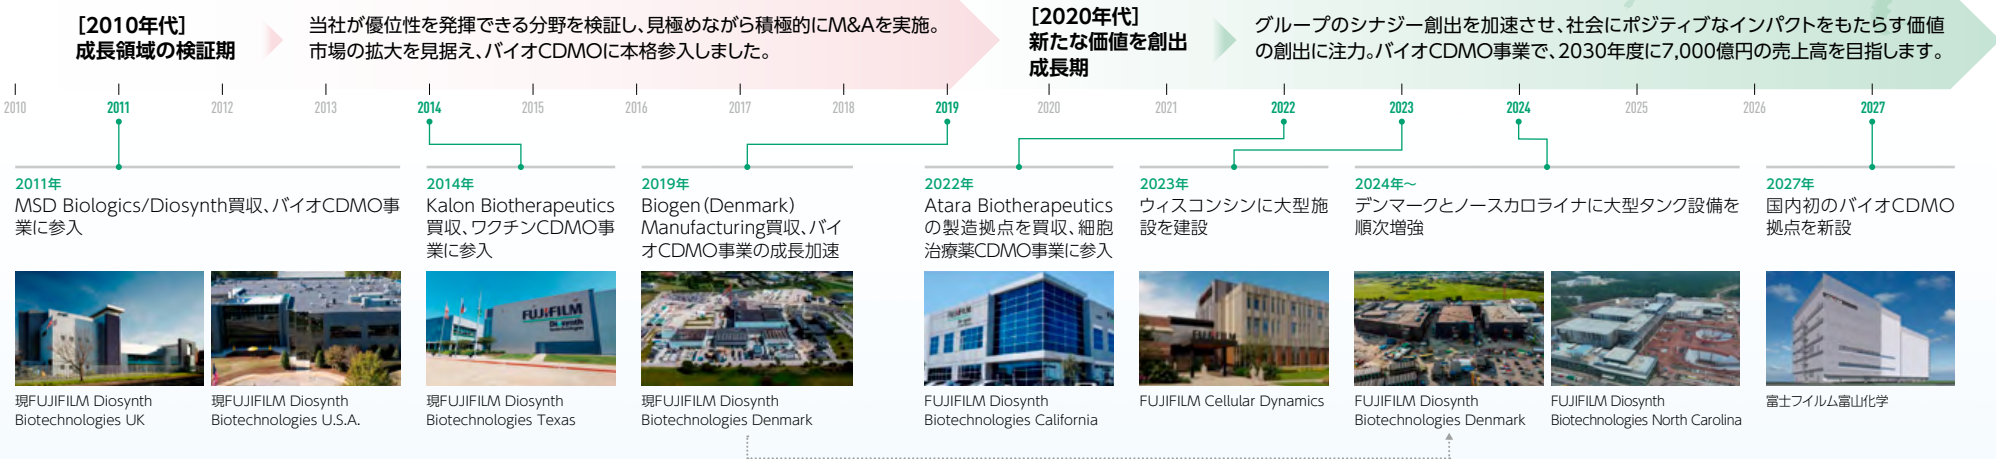 [2010年代]
成長領域の検証期
当社が優位性を発揮できる分野を検証し、見極めながら積極的にM&Aを実施。
市場の拡大を見据え、バイオCDMOに本格参入しました。
[2020年代]
新たな価値を創出
成長期
グループのシナジー創出を加速させ、社会にポジティブなインパクトをもたらす価値
の創出に注力。バイオCDMO事業で、2030年度に7,000億円の売上高を目指します。
2010 2011 2012 2013 2014 2015 2016 2017 2018 2019 2020 2021 2022 2023 2024 2025 2026 2027
2011年
MSD Biologics/Diosynth買収、バイオCDMO事
業に参入
現FUJIFILM Diosynth
Biotechnologies UK
現FUJIFILM Diosynth
Biotechnologies U.S.A.
2014年
Kalon Biotherapeutics
買収、ワクチンCDMO事
業に参入
FUJIFILM
Diosynth
現FUJIFILM Diosynth
Biotechnologies Texas
2019年
Biogen (Denmark)
Manufacturing買収、バイ
オCDMO事業の成長加速
現FUJIFILM Diosynth
Biotechnologies Denmark
2022年
Atara Biotherapeutics
の製造拠点を買収、細胞
治療薬CDMO事業に参入
FUJIFILM
FUJIFILM Diosynth
Biotechnologies California
2023年
ウィスコンシンに大型施
設を建設
FUJIFILM
FUJIFILM Cellular Dynamics
2024年～
デンマークとノースカロライナに大型タンク設備を
順次増強
FUJIFILM Diosynth
Biotechnologies Denmark
FUJIFILM Diosynth
Biotechnologies North Carolina
2027年
国内初のバイオCDMO
拠点を新設
富士フイルム富山化学